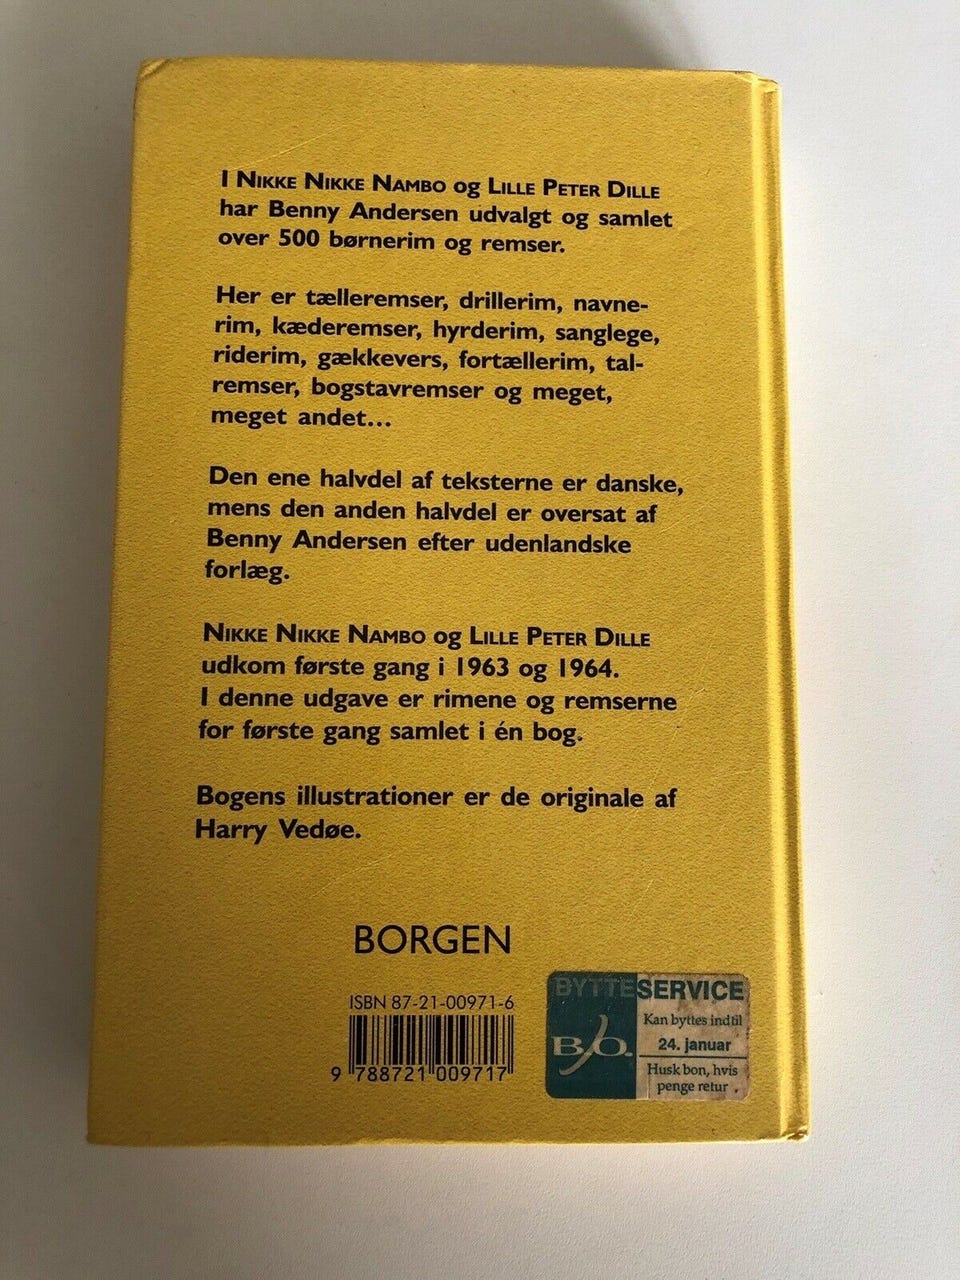 I NIKKE NIKKE NAMBO og LILLE PETER DILLE
har Benny Andersen udvalgt og samlet
over 500 børnerim og remser.
Her er tælleremser, drillerim, navne-
rim, kæderemser, hyrderim, sanglege,
riderim, gækkevers, fortællerim, tal-
remser, bogstavremser og meget,
meget andet...
Den ene halvdel af teksterne er danske,
mens den anden halvdel er oversat af
Benny Andersen efter udenlandske
forlæg.
NIKKE NIKKE NAMBO og LILLE PETER DILLE
udkom første gang i 1963 og 1964.
I denne udgave er rimene og remserne
for første gang samlet i én bog.
Bogens illustrationer er de originale af
Harry Vedøe.
BORGEN
ISBN 87-21-00971-6
9 788721 009717
BYTTESERVICE
Kan byttes indtil
24. januar
B/O.
Husk bon, hvis
penge retur.